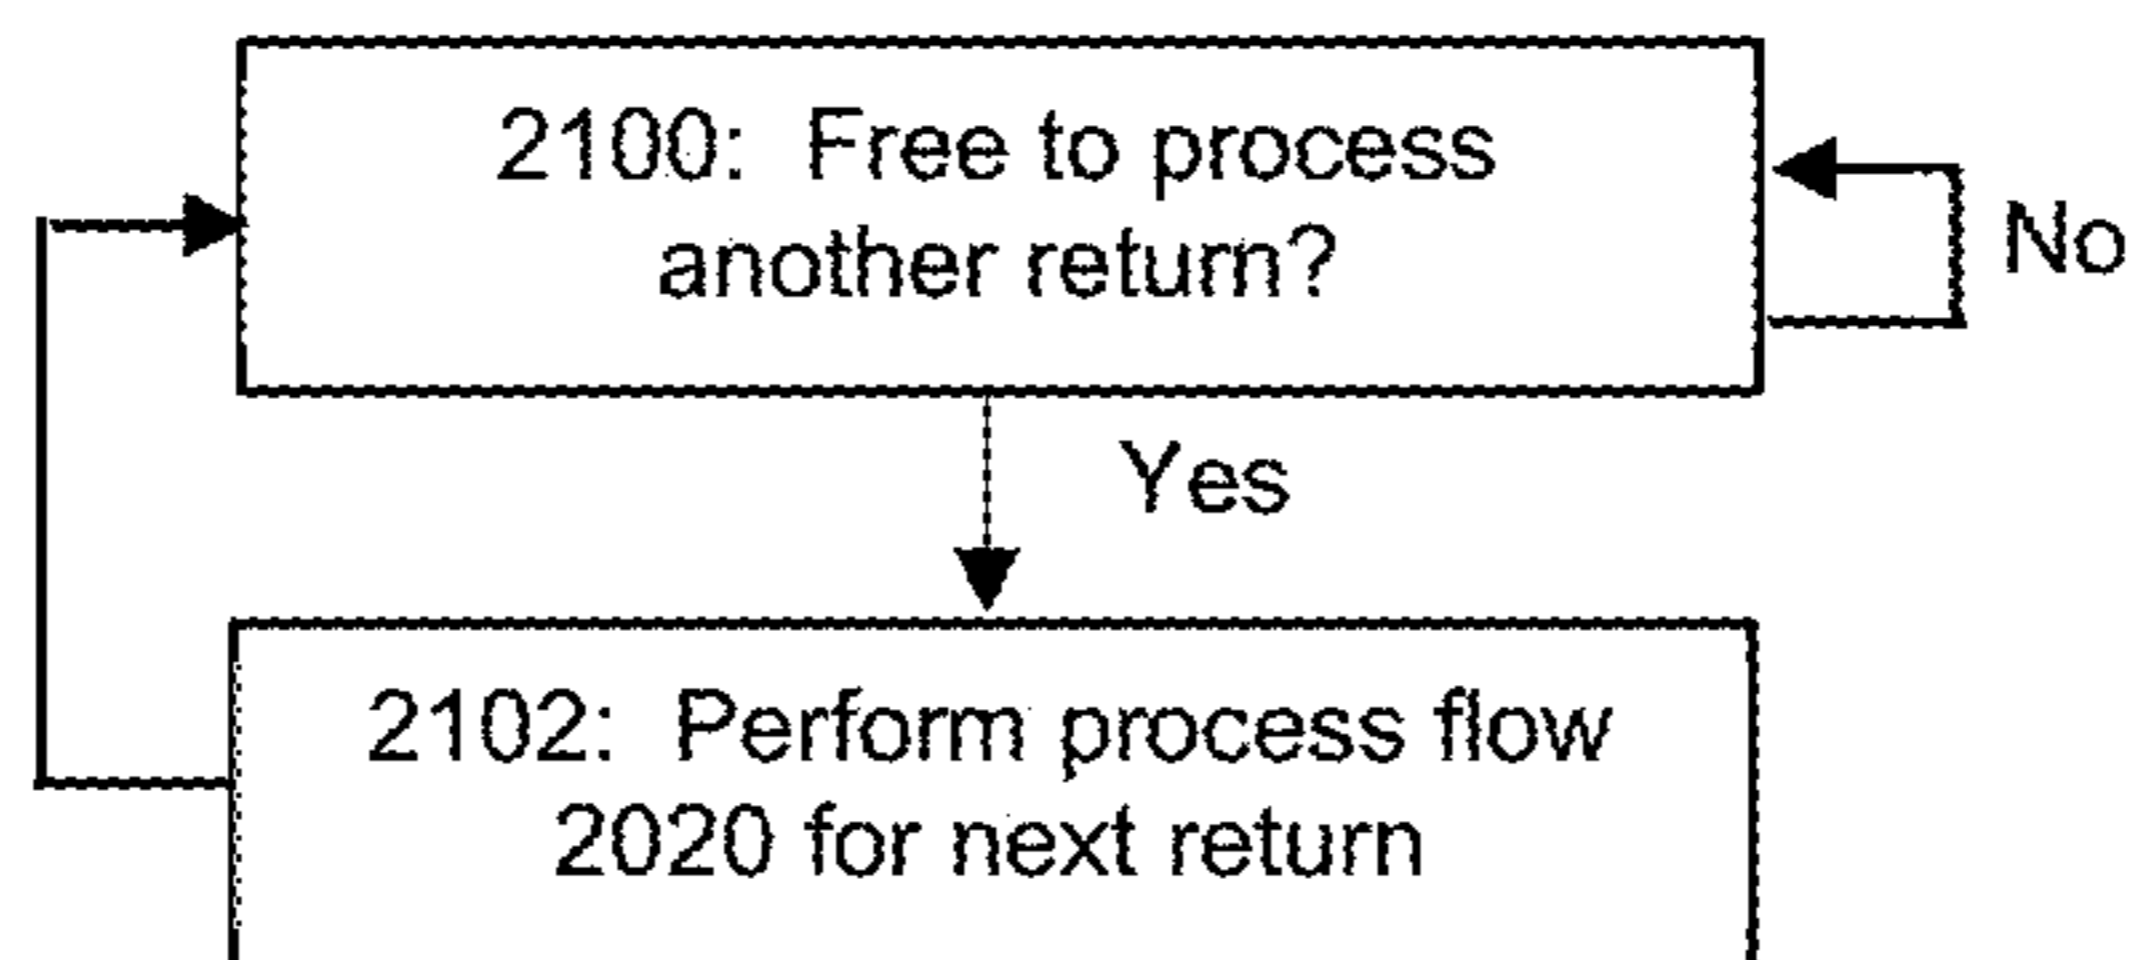 2100: Free to process
another return?
No
Yes
2102: Perform process flow
2020 for next return